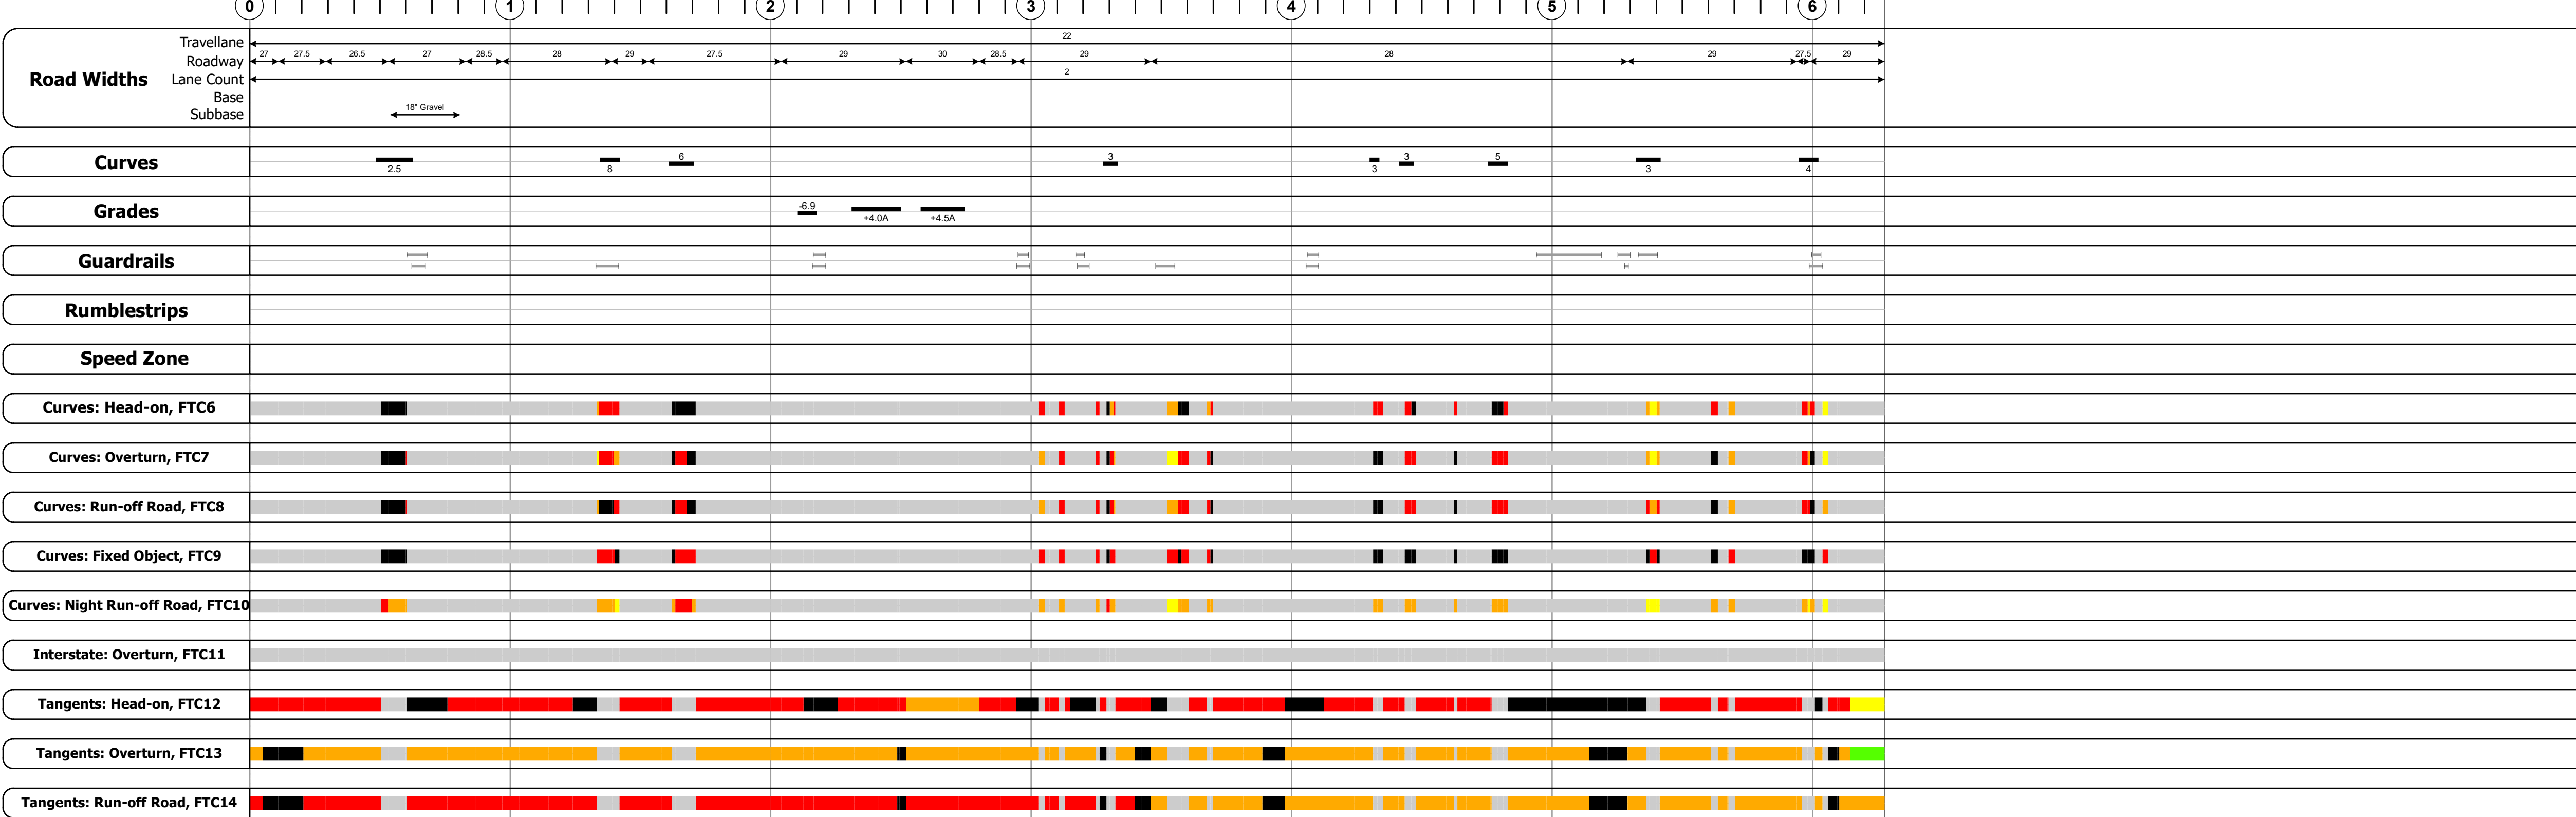 0 1 2 3 4 5 6
Travellane 22
27 27.5 26.5 27 28.5 28 29 27.5 29 30 28.5 29 28 29 27.5 29
Roadway
Road Widths
Lane Count 2
Base
18" Gravel
Subbase
6 3 3 5
Curves
2.5 8 3 3 4
-6.9
Grades
+4.0A +4.5A
Guardrails
Rumblestrips
Speed Zone
Curves: Head-on, FTC6
Curves: Overturn, FTC7
Curves: Run-off Road, FTC8
Curves: Fixed Object, FTC9
Curves: Night Run-off Road, FTC10
Interstate: Overturn, FTC11
Tangents: Head-on, FTC12
Tangents: Overturn, FTC13
Tangents: Run-off Road, FTC14